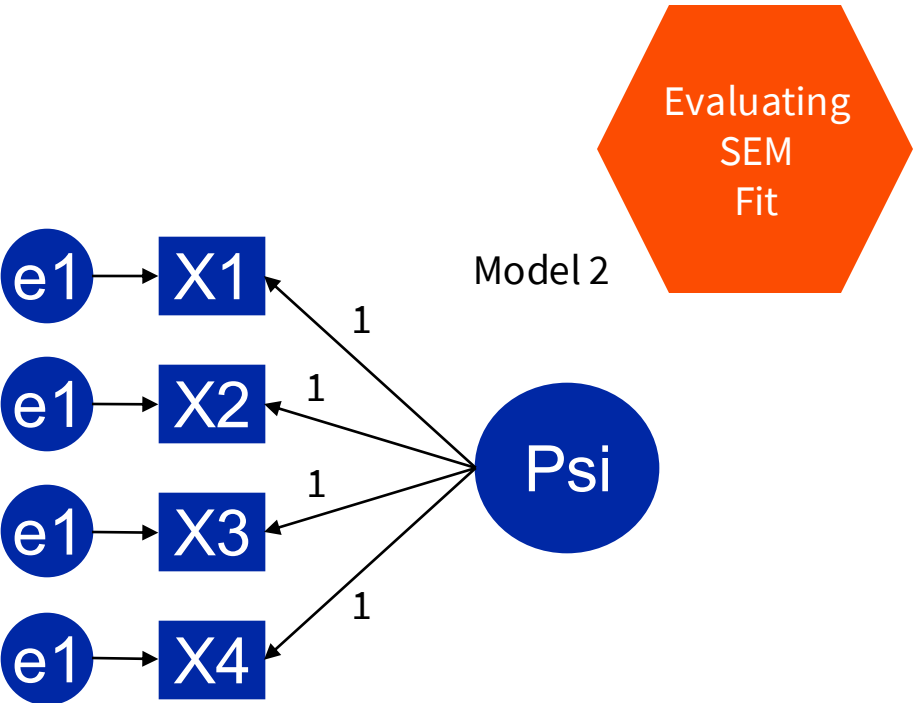 Evaluating
SEM
Fit
Model 2
e1
X1
1
e1
X2
1
Psi
e1
X3
1
e1
X4
1